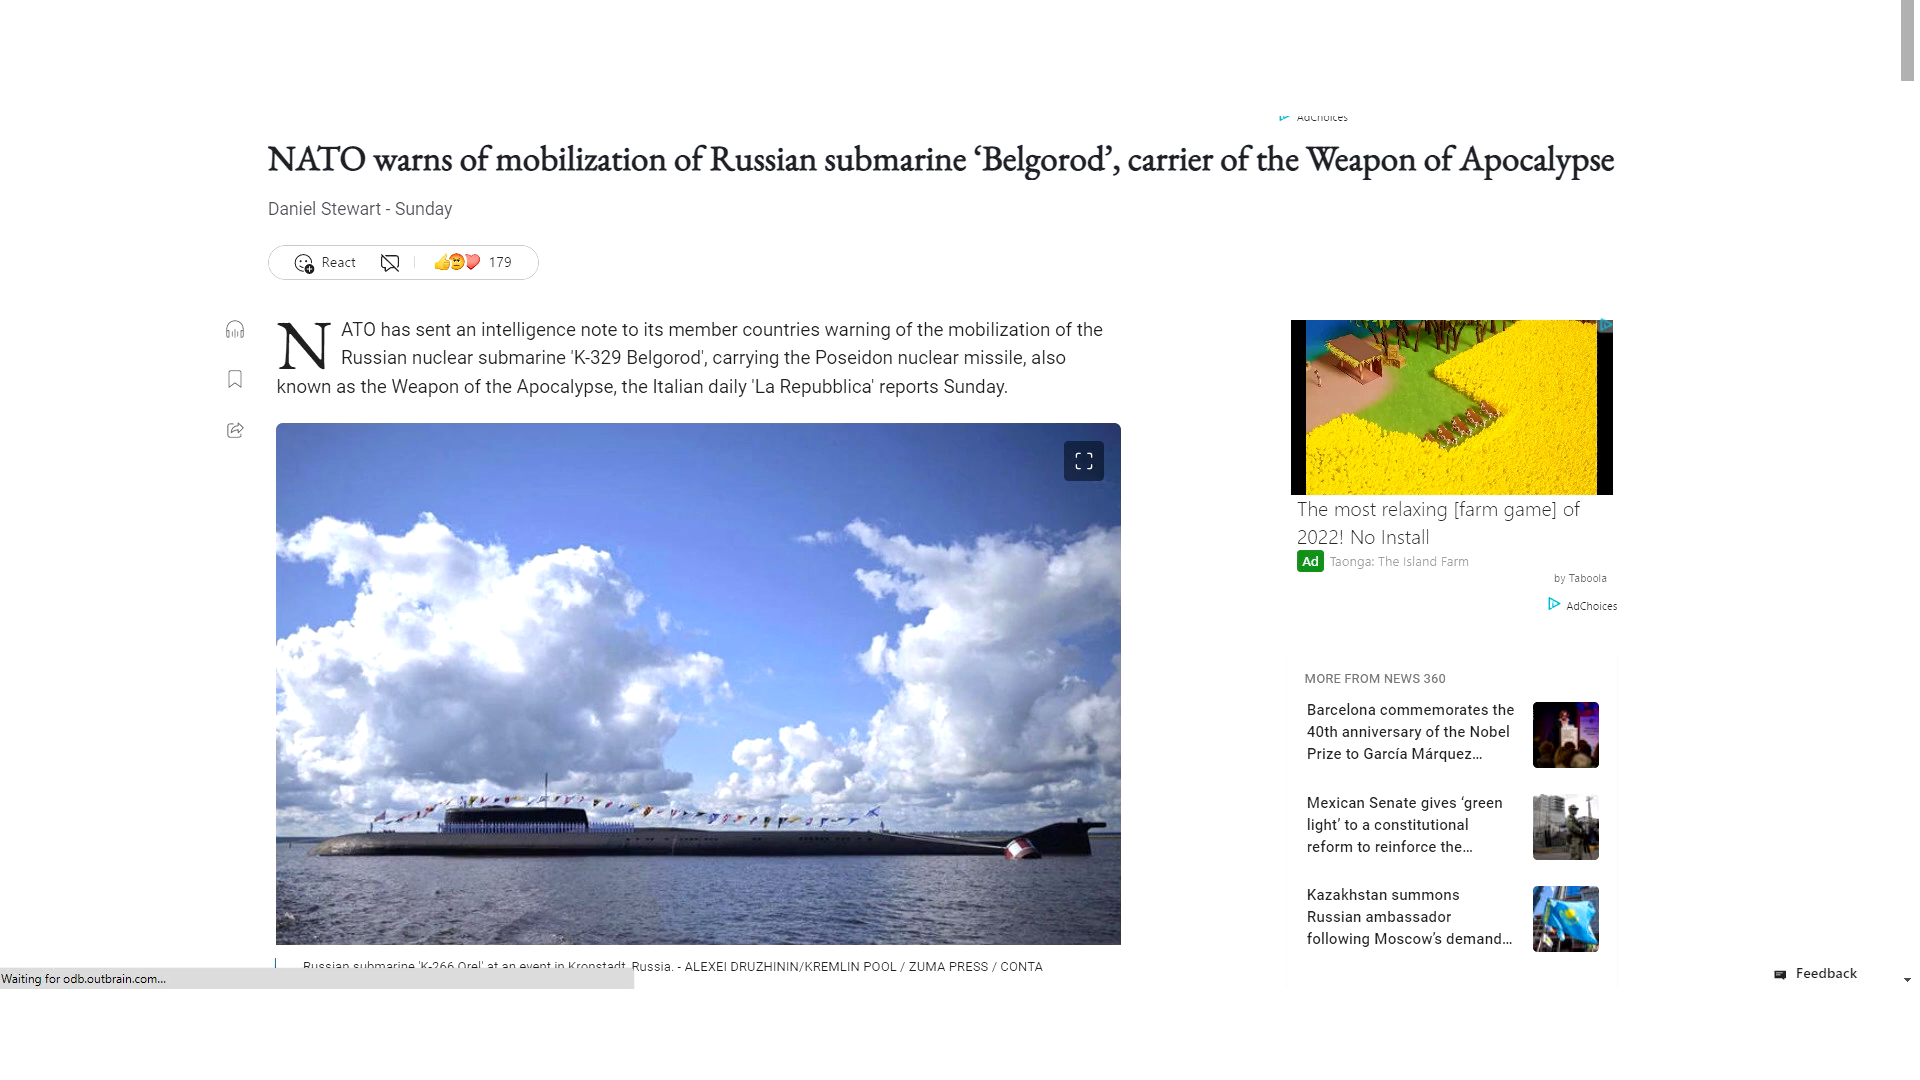 AdChoices
NATO warns of mobilization of Russian submarine ‘Belgorod’, carrier of the Weapon of Apocalypse
Daniel Stewart - Sunday
React
179
NATO has sent an intelligence note to its member countries warning of the mobilization of the
Russian nuclear submarine 'K-329 Belgorod', carrying the Poseidon nuclear missile, also
known as the Weapon of the Apocalypse, the Italian daily 'La Repubblica' reports Sunday.
Russian submarine 'K-266 Orel' at an event in Kronstadt, Russia. - ALEXEI DRUZHININ/KREMLIN POOL / ZUMA PRESS / CONTA
The most relaxing [farm game] of
2022! No Install
Ad Taonga: The Island Farm
by Taboola
AdChoices
MORE FROM NEWS 360
Barcelona commemorates the
40th anniversary of the Nobel
Prize to García Márquez...
Mexican Senate gives ‘green
light’ to a constitutional
reform to reinforce the...
Kazakhstan summons
Russian ambassador
following Moscow’s demand...
Waiting for odb.outbrain.com...
Feedback